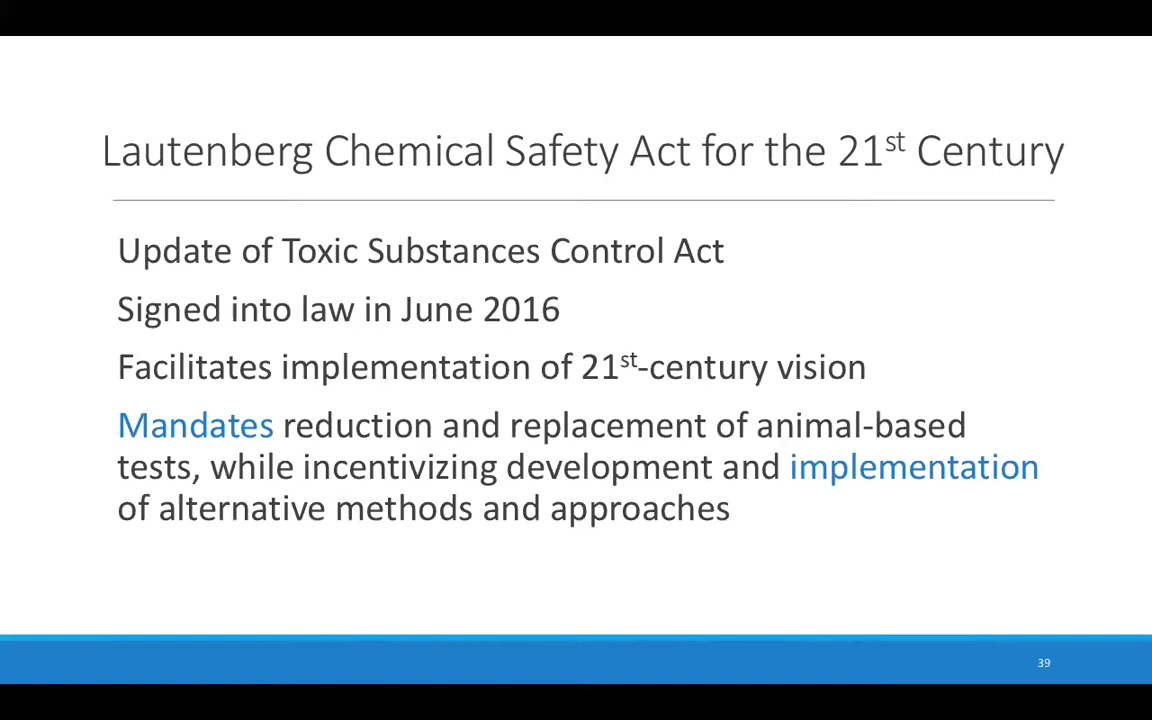 Lautenberg Chemical Safety Act for the 21st Century
Update of Toxic Substances Control Act
Signed into law in June 2016
Facilitates implementation of 21st-century vision
Mandates reduction and replacement of animal-based
tests, while incentivizing development and implementation
of alternative methods and approaches
39